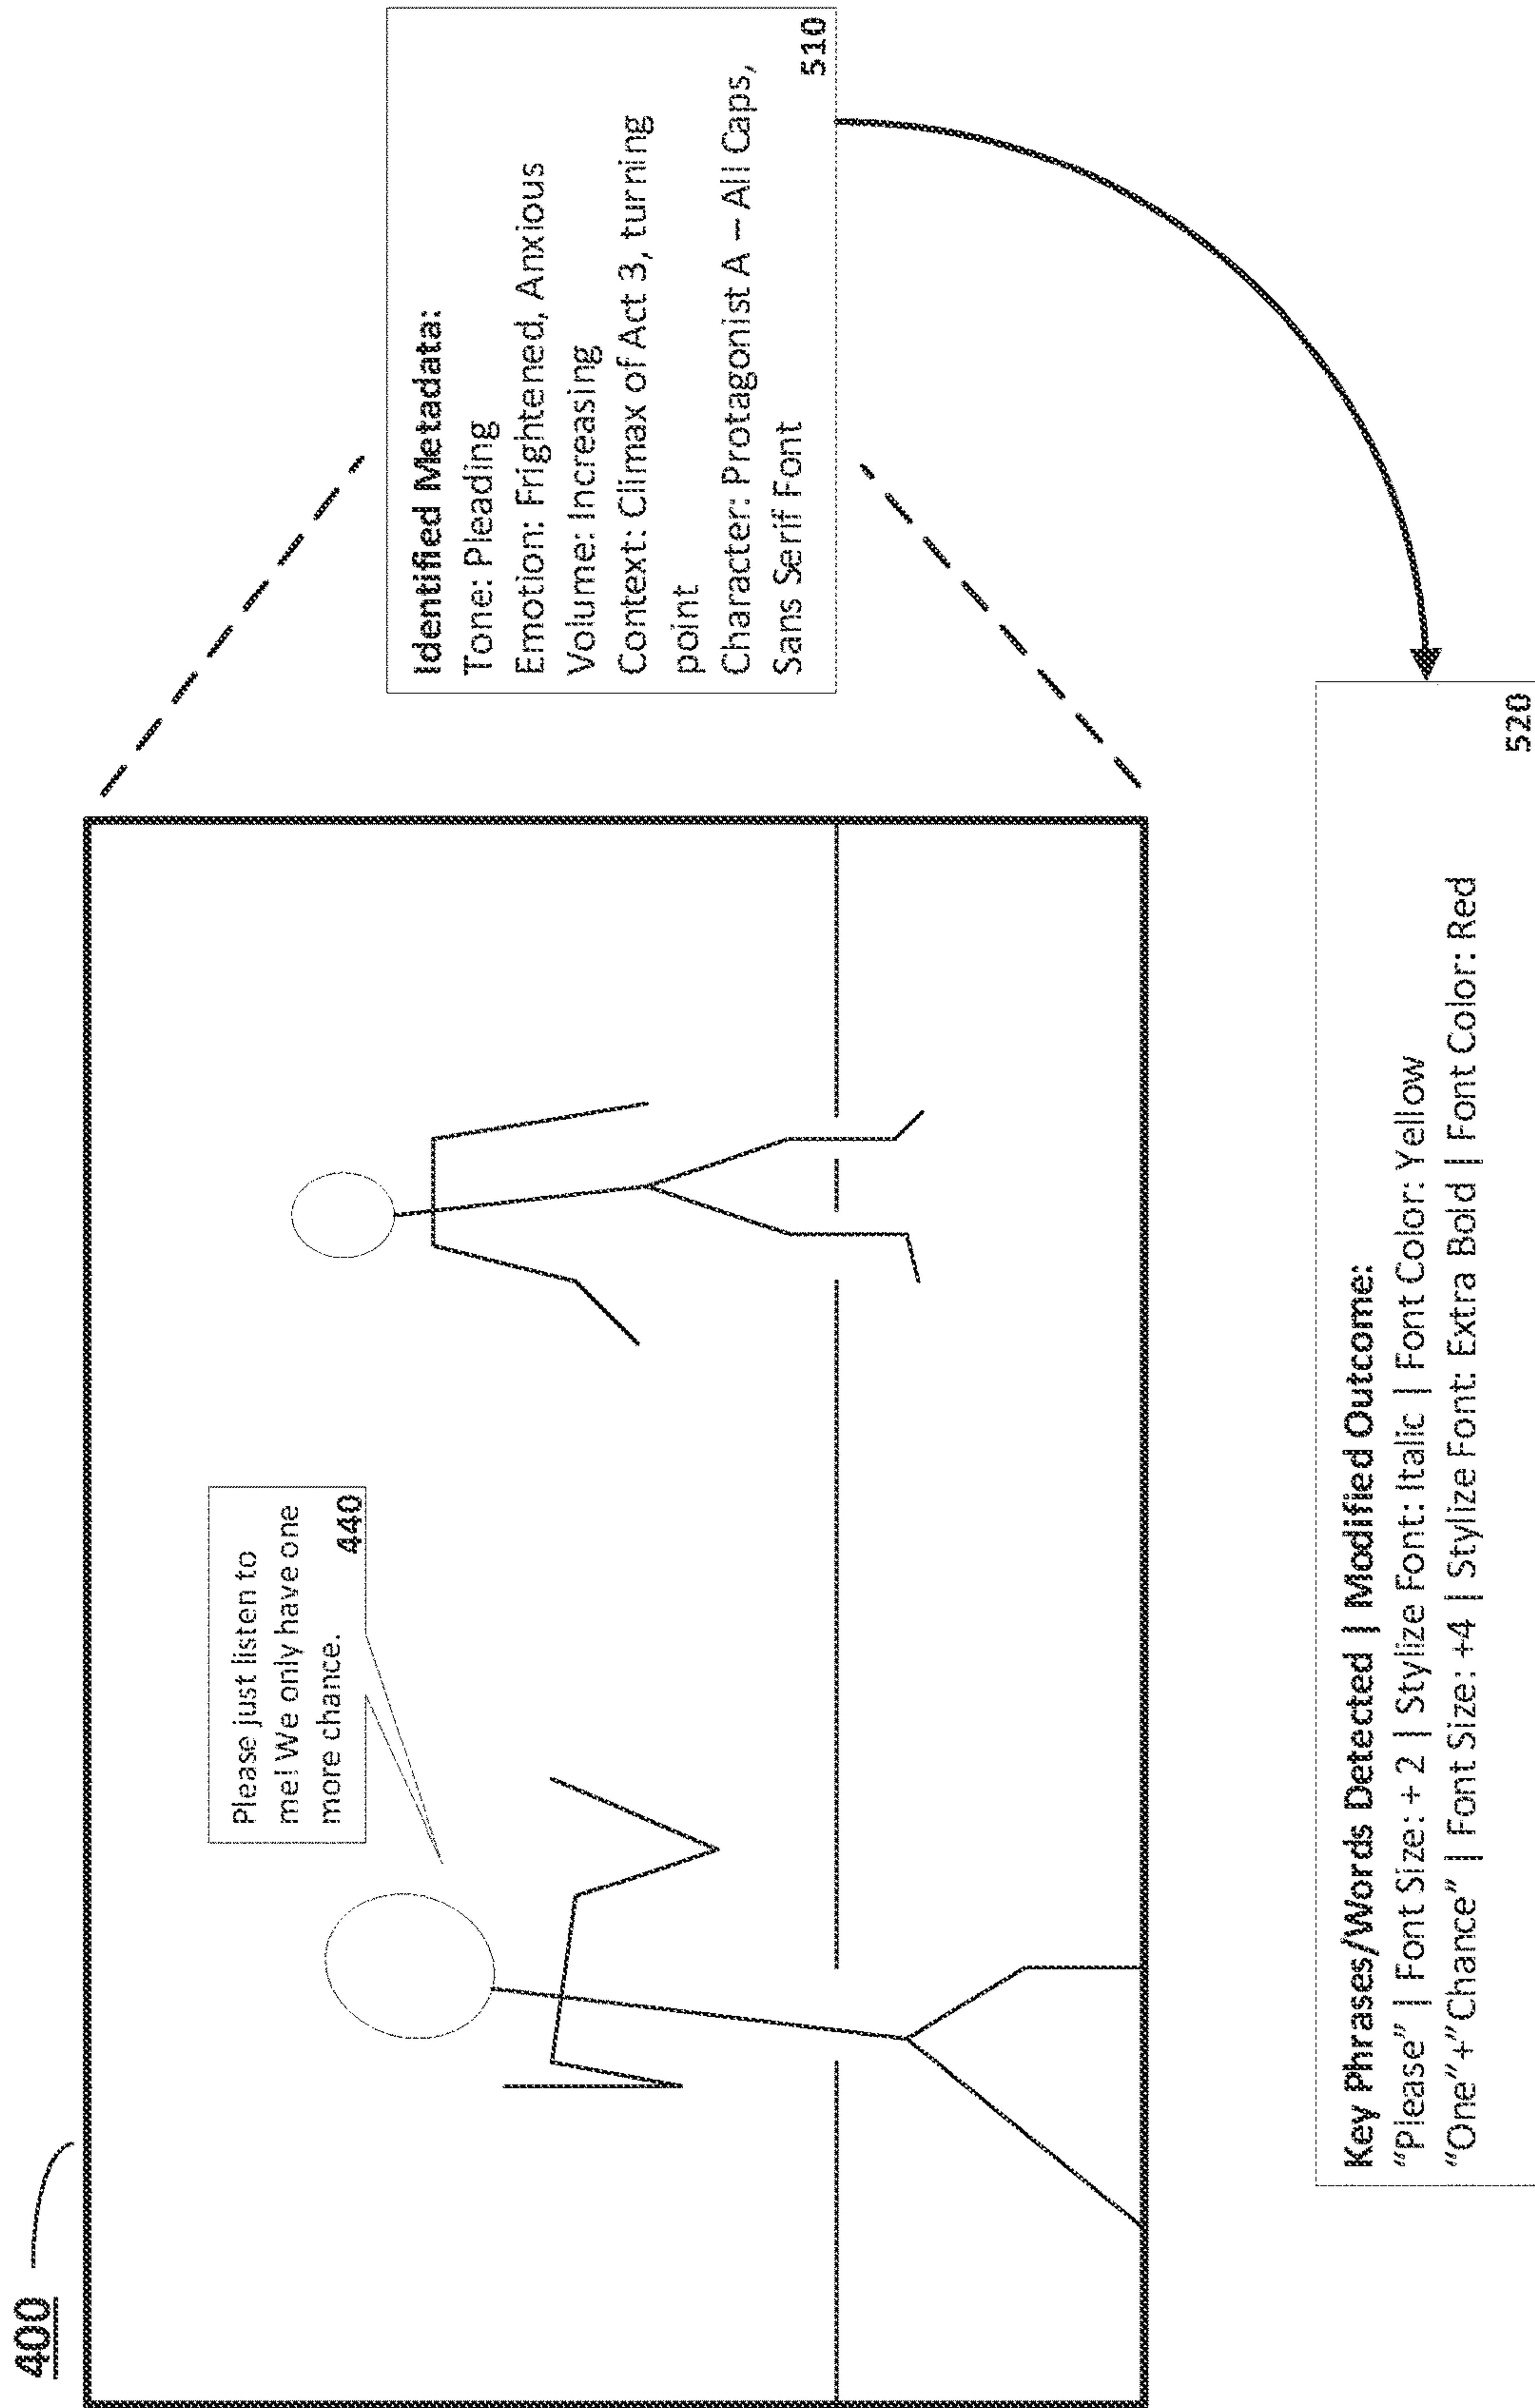 400
Please just listen to
me! We only have one
more chance.
440
Identified Metadata:
Tone: Pleading
Emotion: Frightened, Anxious
Volume: Increasing
Context: Climax of Act 3, turning
point
Character: Protagonist A – All Caps,
Sans Serif Font
510
Key Phrases/Words Detected | Modified Outcome:
“Please” | Font Size: + 2 | Stylize Font: Italic | Font Color: Yellow
“One”+”Chance” | Font Size: +4 | Stylize Font: Extra Bold | Font Color: Red
520